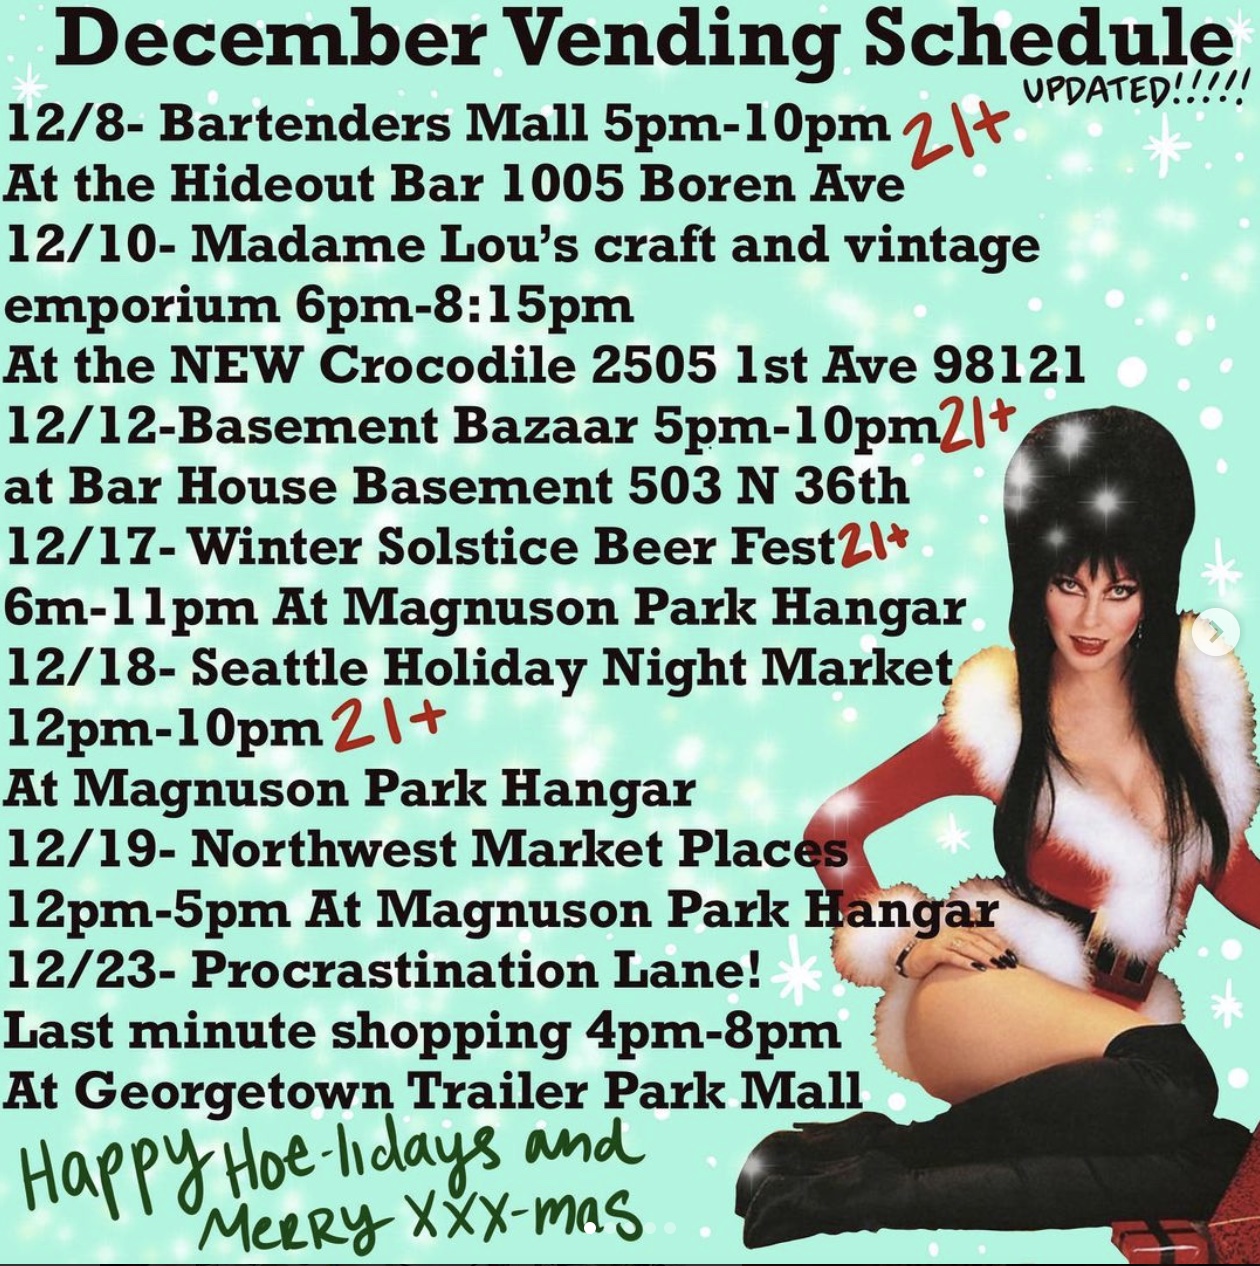 December Vending Schedule
UPDATED!!!!!
12/8- Bartenders Mall 5pm-10pm 21+
At the Hideout Bar 1005 Boren Ave
12/10- Madame Lou's craft and vintage
emporium 6pm-8:15pm
At the NEW Crocodile 2505 1st Ave 98121
12/12-Basement Bazaar 5pm-10pm 21+
at Bar House Basement 503 N 36th
12/17- Winter Solstice Beer Fest 21+
6m-11pm At Magnuson Park Hangar
12/18- Seattle Holiday Night Market
12pm-10pm 21+
At Magnuson Park Hangar
12/19- Northwest Market Places
12pm-5pm At Magnuson Park Hangar
12/23- Procrastination Lane!
Last minute shopping 4pm-8pm
At Georgetown Trailer Park Mall
Happy Hoe-lidays and
Merry XXX-mas